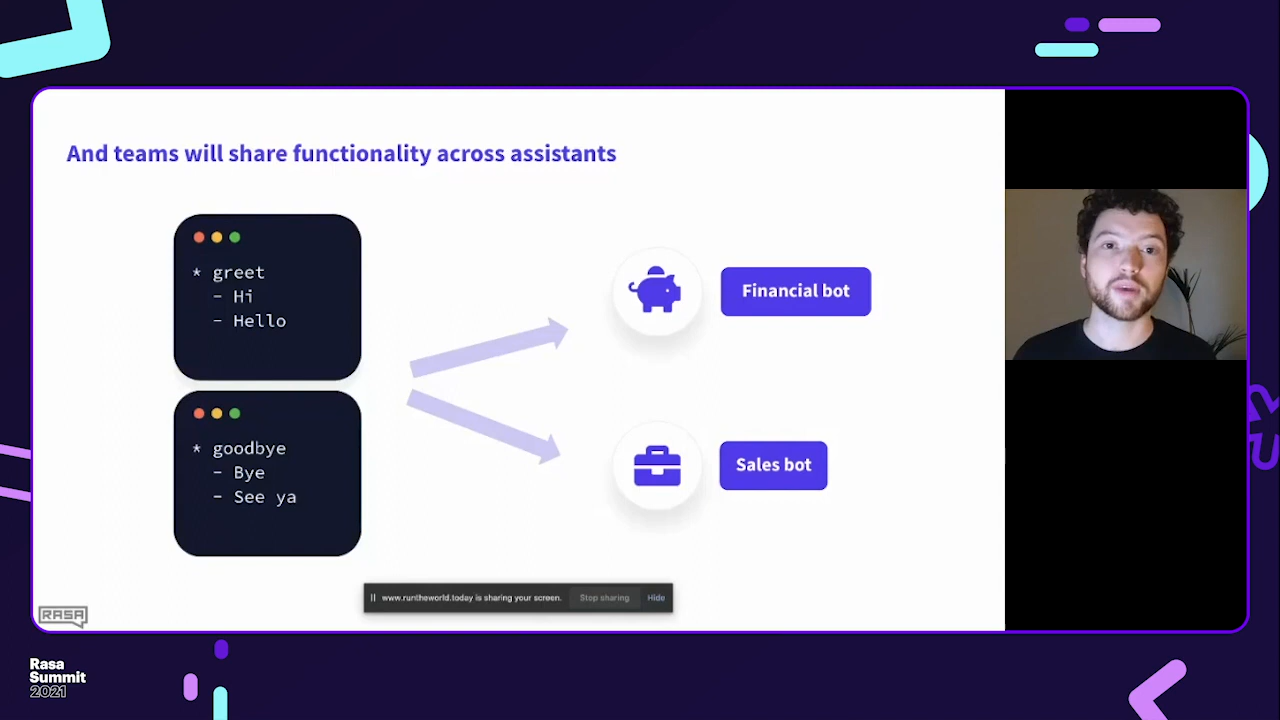 And teams will share functionality across assistants
* greet
- Hi
- Hello
* goodbye
- Bye
- See ya
Financial bot
Sales bot
www.runtheworld.today is sharing your screen.
Stop sharing
Hide
RASA
Rasa
Summit
2021